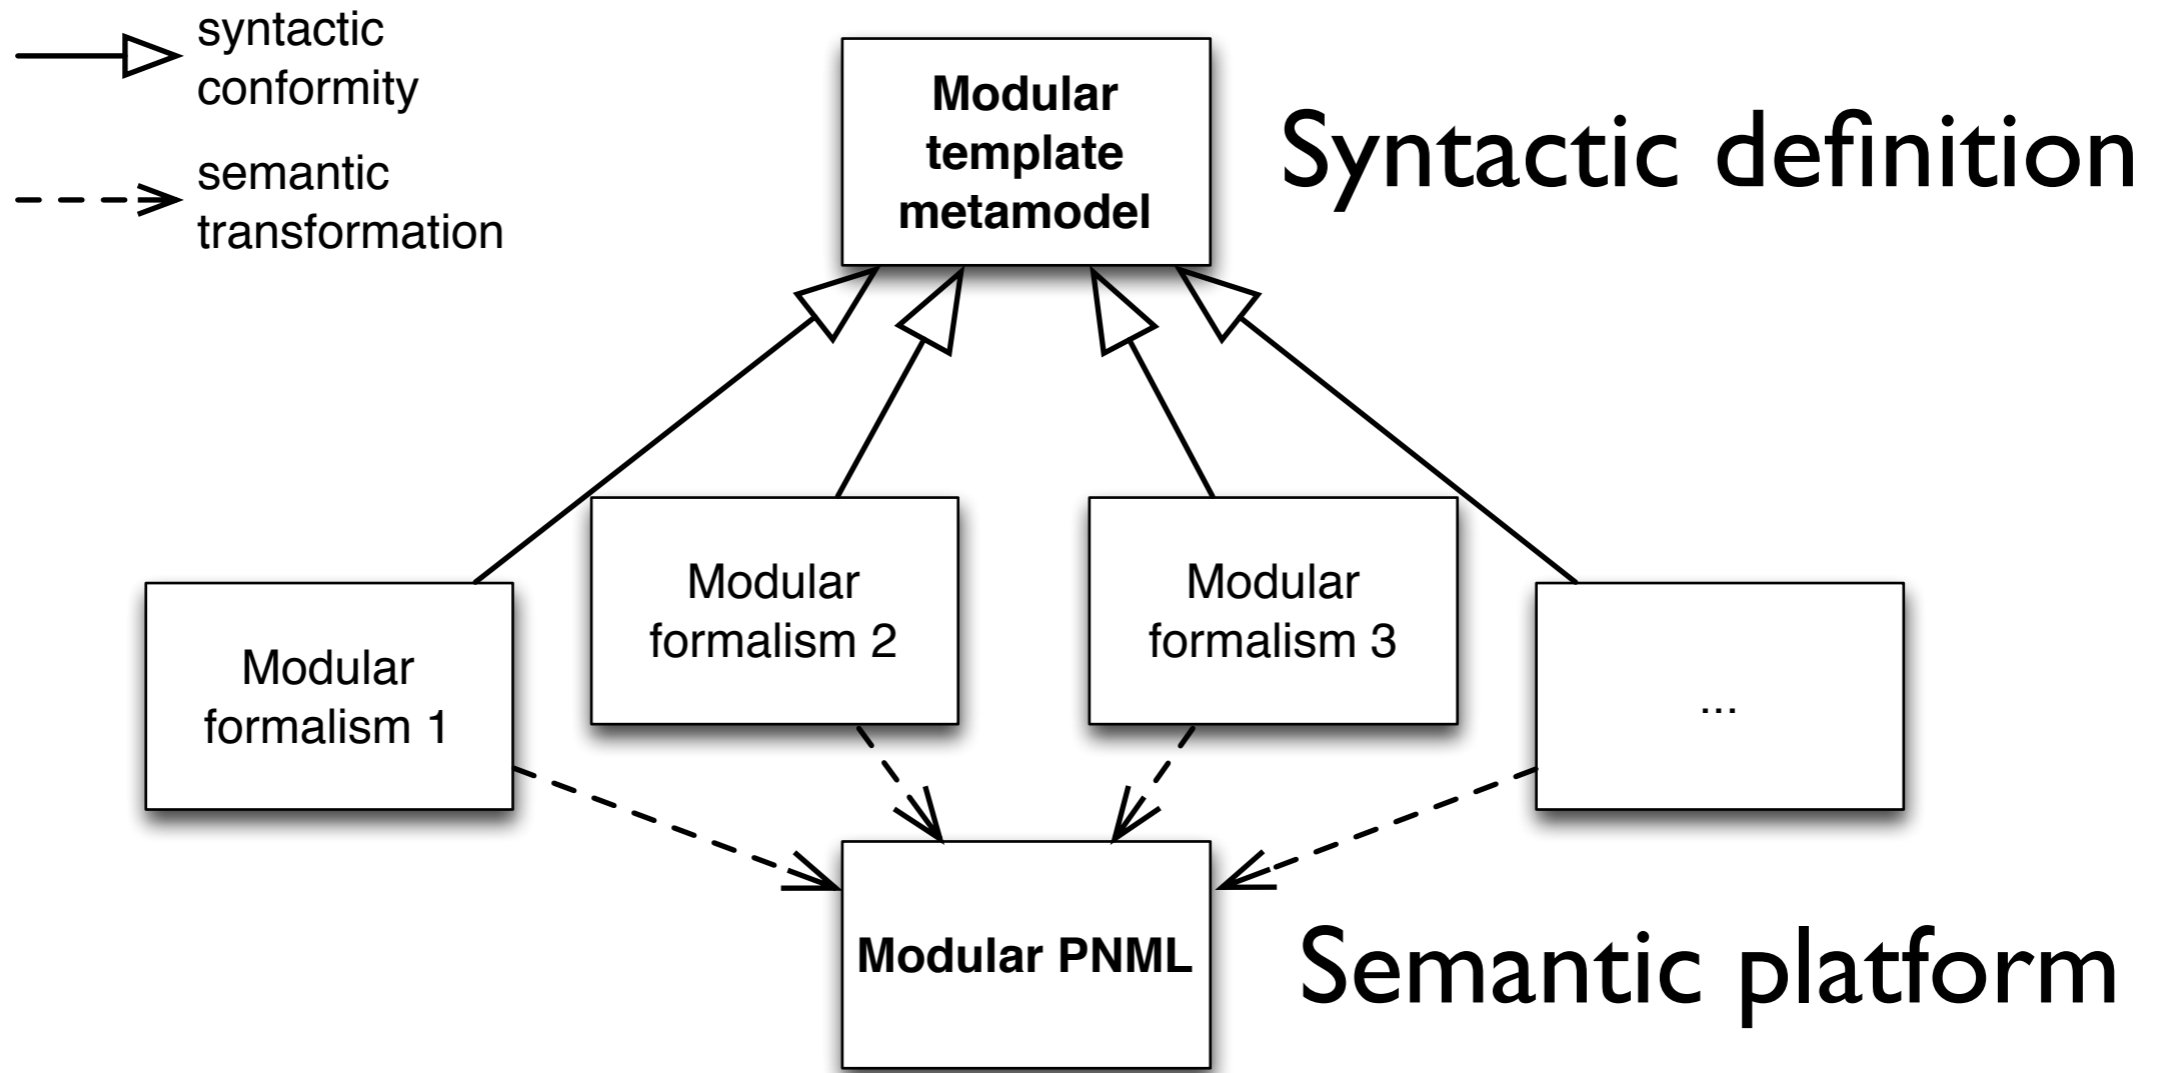 syntactic
conformity
semantic
transformation
Modular
template
metamodel
Syntactic definition
Modular
formalism 1
Modular
formalism 2
Modular
formalism 3
...
Modular PNML
Semantic platform